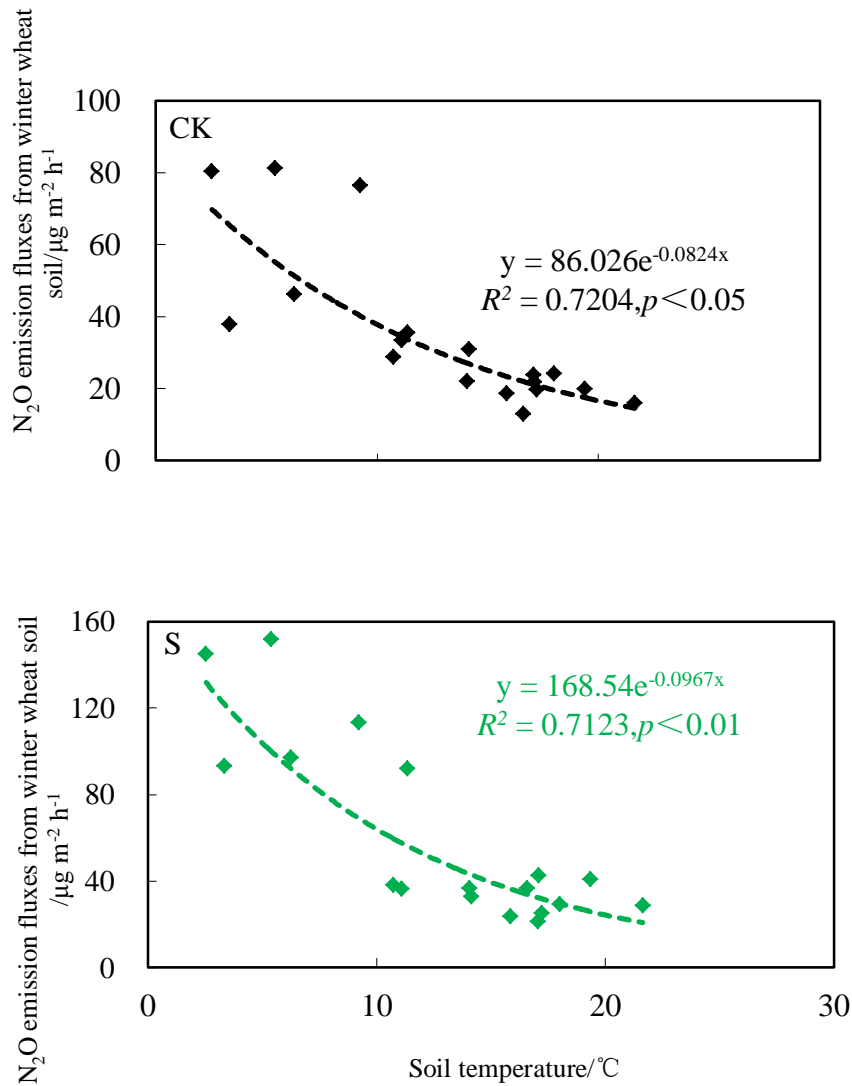 N₂O emission fluxes from winter wheat
soil/μg m⁻² h⁻¹
100
80
60
40
20
0
CK
y = 86.026e^-0.0824x
R² = 0.7204,p＜0.05
N₂O emission fluxes from winter wheat soil
/μg m⁻² h⁻¹
160
120
80
40
0
S
y = 168.54e^-0.0967x
R² = 0.7123,p＜0.01
0 10 20 30
Soil temperature/℃